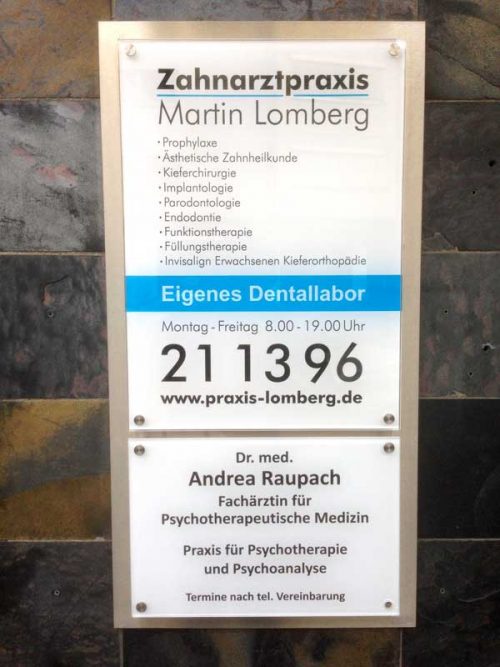 Zahnarztpraxis
Martin Lomberg
· Prophylaxe
· Ästhetische Zahnheilkunde
· Kieferchirurgie
· Implantologie
· Parodontologie
· Endodontie
· Funktionstherapie
· Füllungstherapie
· Invisalign Erwachsenen Kieferorthopädie
Eigenes Dentallabor
Montag - Freitag 8.00 - 19.00 Uhr
21 13 96
www.praxis-lomberg.de
Dr. med.
Andrea Raupach
Fachärztin für
Psychotherapeutische Medizin
Praxis für Psychotherapie
und Psychoanalyse
Termine nach tel. Vereinbarung